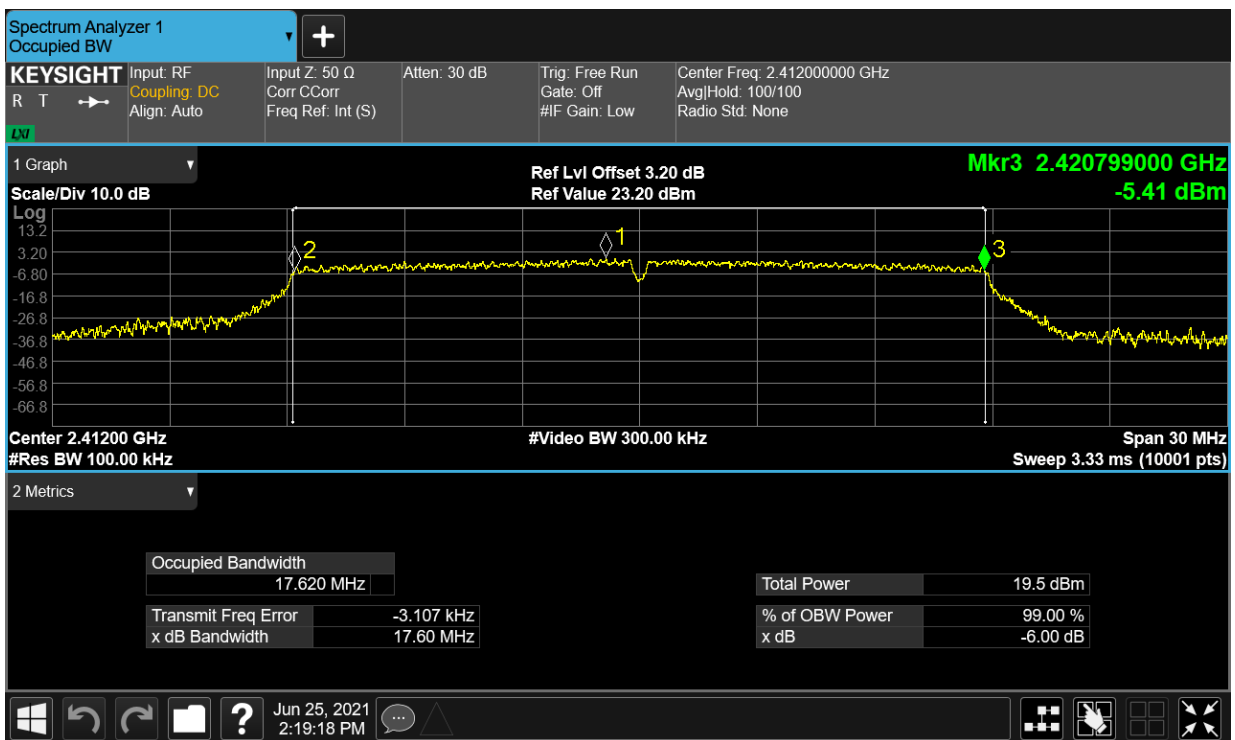 Spectrum Analyzer 1
Occupied BW
▼
+
KEYSIGHT
R T
LXI
Input: RF
Coupling: DC
Align: Auto
Input Z: 50 Ω
Corr CCorr
Freq Ref: Int (S)
Atten: 30 dB
Trig: Free Run
Gate: Off
#IF Gain: Low
Center Freq: 2.412000000 GHz
Avg|Hold: 100/100
Radio Std: None
1 Graph ▼
Scale/Div 10.0 dB
Ref Lvl Offset 3.20 dB
Ref Value 23.20 dBm
Mkr3 2.420799000 GHz
-5.41 dBm
Log
13.2
3.20
-6.80
-16.8
-26.8
-36.8
-46.8
-56.8
-66.8
2
1
3
Center 2.41200 GHz
#Res BW 100.00 kHz
#Video BW 300.00 kHz
Span 30 MHz
Sweep 3.33 ms (10001 pts)
2 Metrics ▼
Occupied Bandwidth
17.620 MHz
Transmit Freq Error -3.107 kHz
x dB Bandwidth 17.60 MHz
Total Power 19.5 dBm
% of OBW Power 99.00 %
x dB -6.00 dB
?
Jun 25, 2021
2:19:18 PM